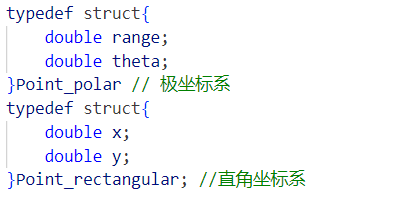 typedef struct{
    double range;
    double theta;
}Point_polar // 极坐标系
typedef struct{
    double x;
    double y;
}Point_rectangular; //直角坐标系